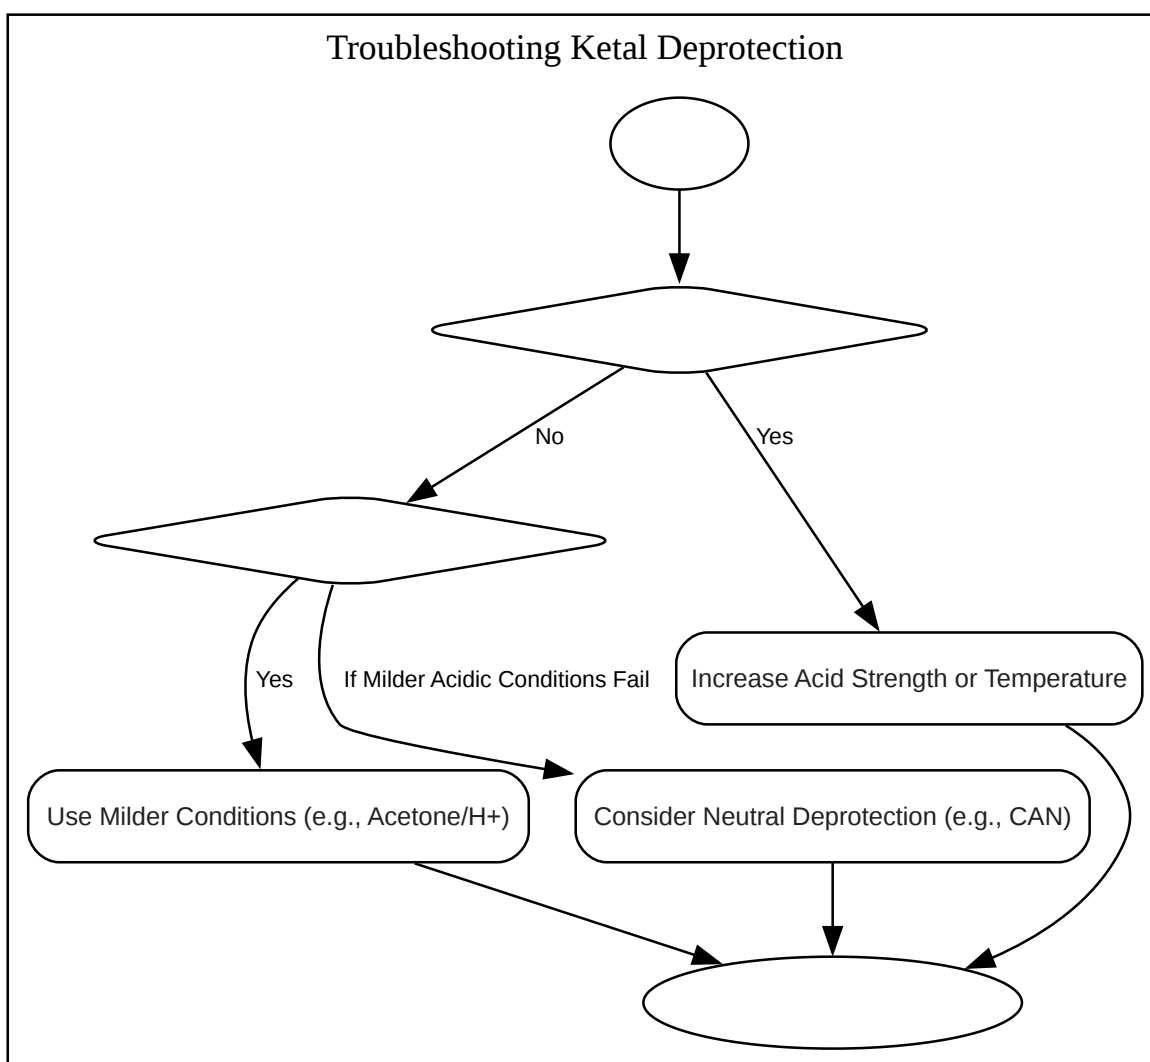 Troubleshooting Ketal Deprotection
No
Yes
Yes
If Milder Acidic Conditions Fail
Increase Acid Strength or Temperature
Use Milder Conditions (e.g., Acetone/H+)
Consider Neutral Deprotection (e.g., CAN)